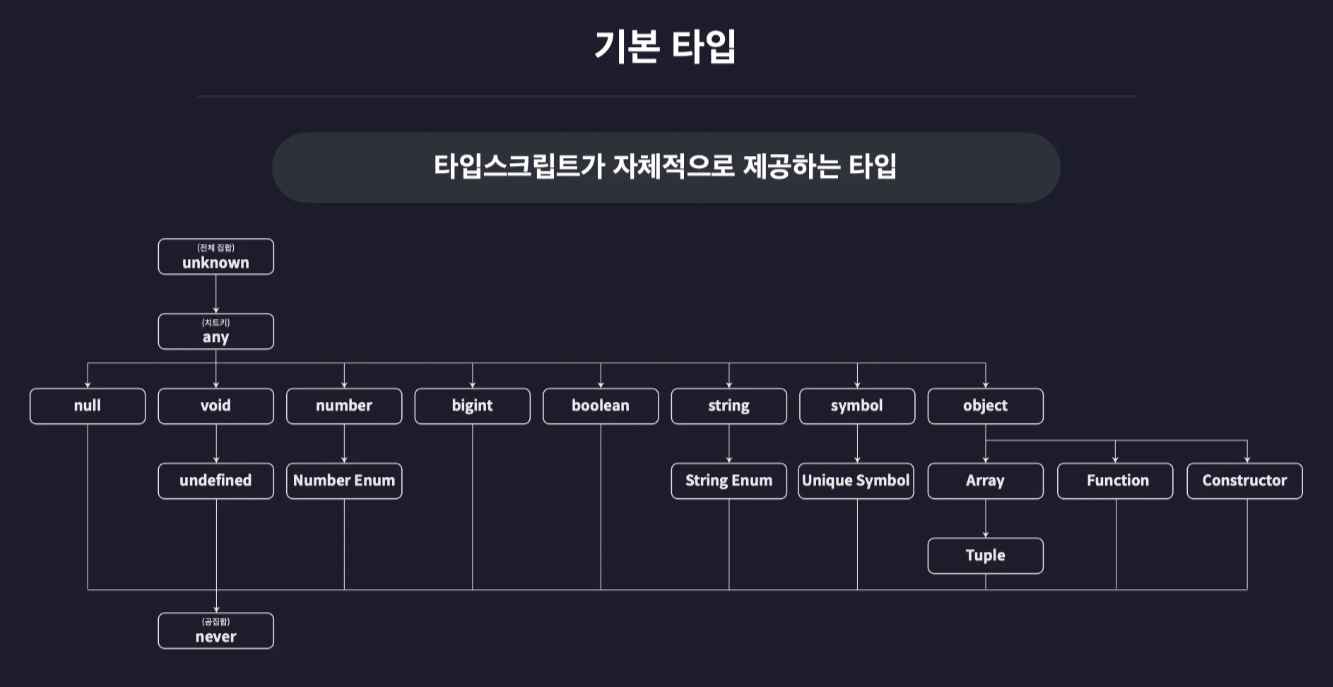 기본 타입
타입스크립트가 자체적으로 제공하는 타입
(전체 집합)
unknown
(치트키)
any
null
void
number
bigint
boolean
string
symbol
object
undefined
Number Enum
String Enum
Unique Symbol
Array
Function
Constructor
Tuple
(공집합)
never